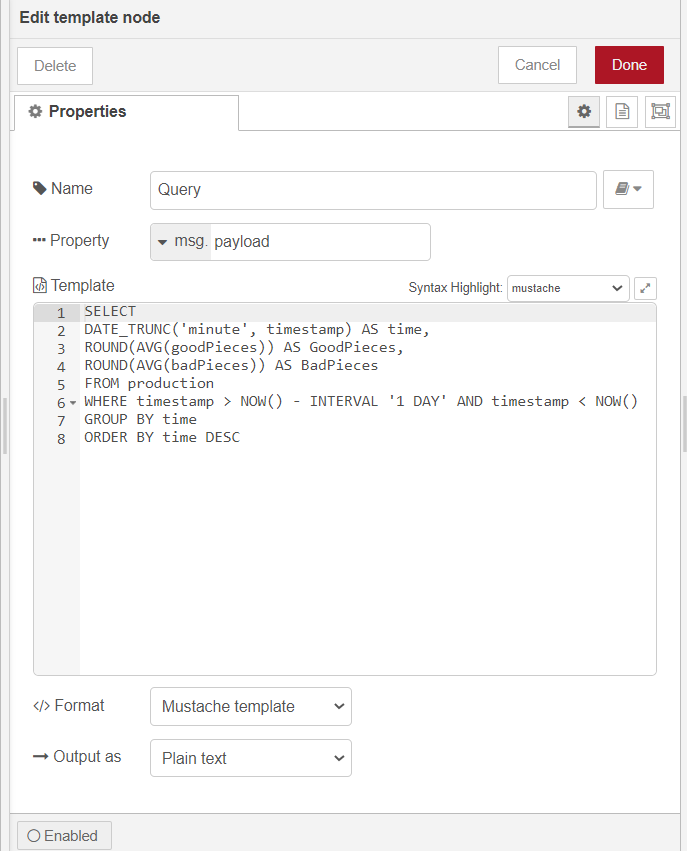 Edit template node
Delete
Cancel
Done
Properties
Name
Query
Property
msg. payload
Template
Syntax Highlight: mustache
1 SELECT
2 DATE_TRUNC('minute', timestamp) AS time,
3 ROUND(AVG(goodPieces)) AS GoodPieces,
4 ROUND(AVG(badPieces)) AS BadPieces
5 FROM production
6 WHERE timestamp > NOW() - INTERVAL '1 DAY' AND timestamp < NOW()
7 GROUP BY time
8 ORDER BY time DESC
</> Format
Mustache template
Output as
Plain text
Enabled